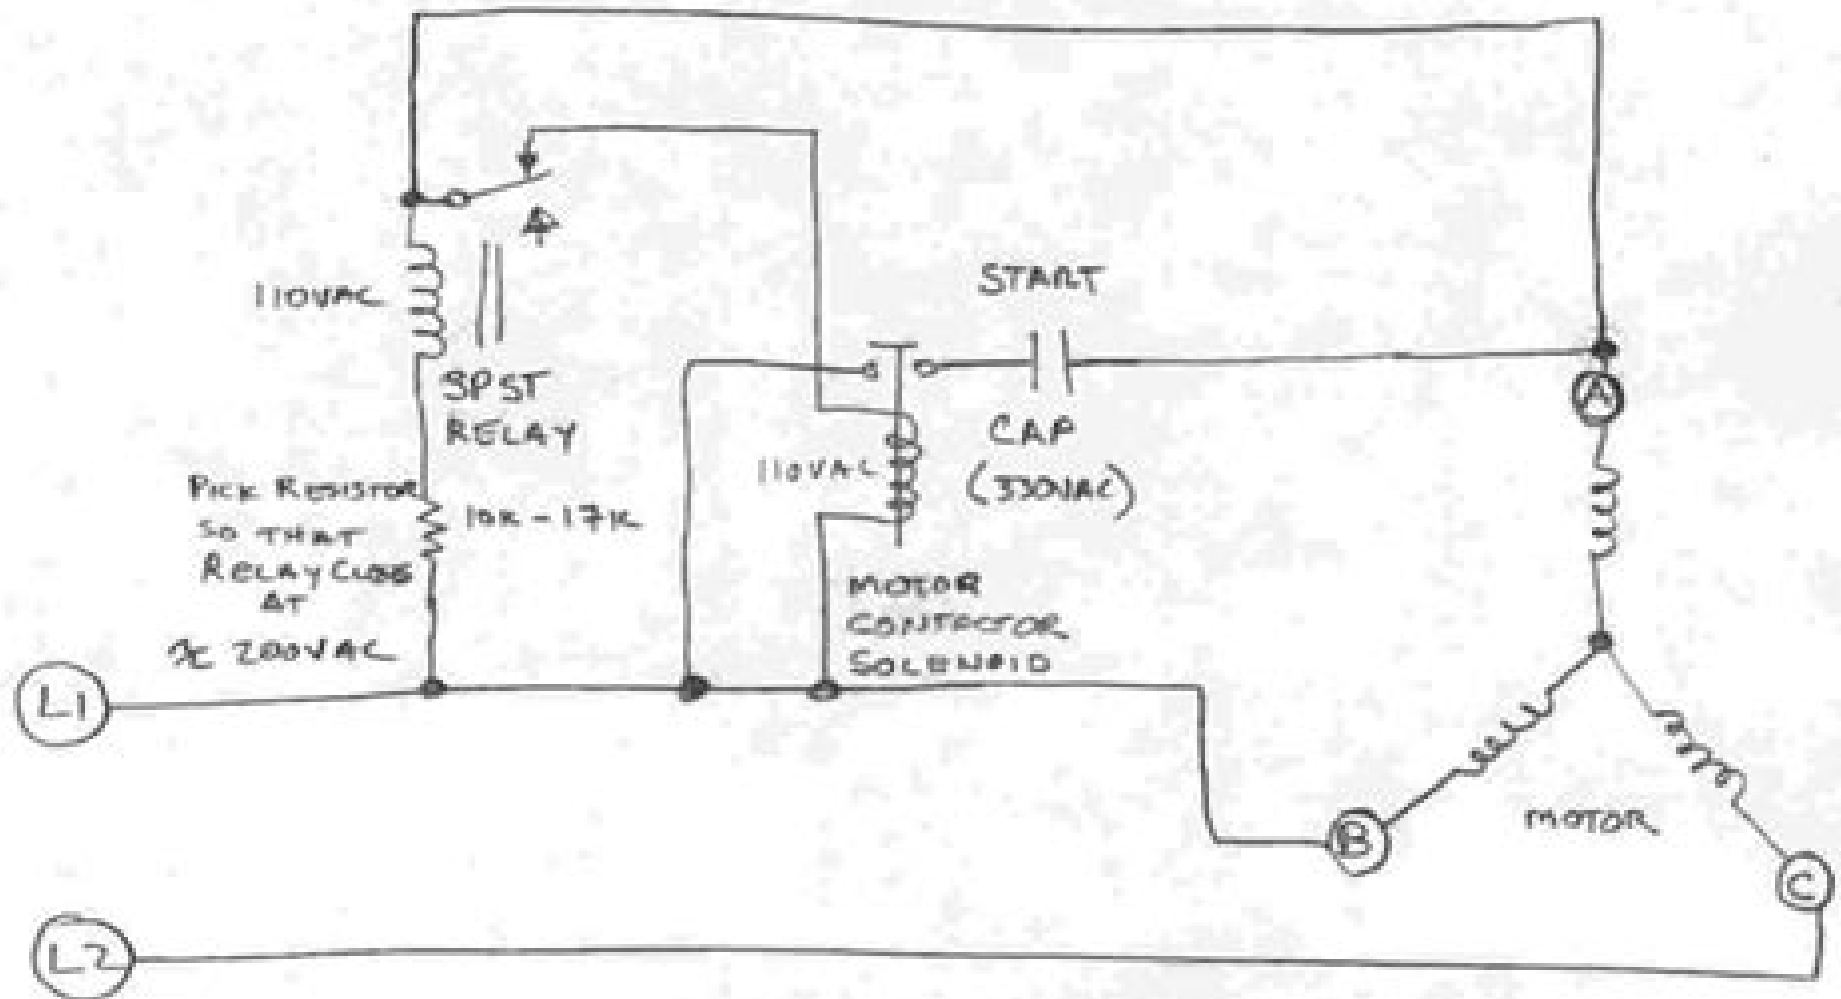 110VAC
SPST
RELAY
START
CAP
(330VAC)
110VAC
PICK RESISTOR
SO THAT
RELAY CLOSE
AT
200VAC
10K - 17K
MOTOR
CONTACTOR
SOLENOID
L1
L2
A
B
C
MOTOR